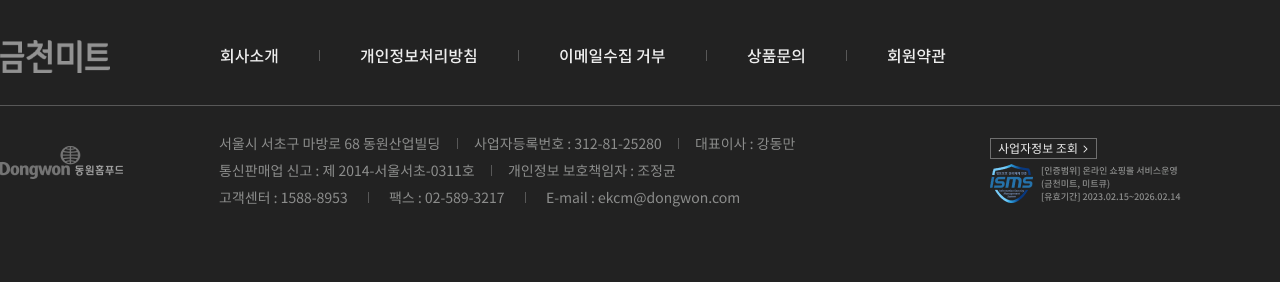 금천미트
회사소개 개인정보처리방침 이메일수집 거부 상품문의 회원약관
Dongwon 동원홈푸드
서울시 서초구 마방로 68 동원산업빌딩 사업자등록번호 : 312-81-25280 대표이사 : 강동만
통신판매업 신고 : 제 2014-서울서초-0311호 개인정보 보호책임자 : 조정균
고객센터 : 1588-8953 팩스 : 02-589-3217 E-mail : ekcm@dongwon.com
사업자정보 조회 >
isms
[인증범위] 온라인 쇼핑몰 서비스운영
(금천미트, 미트큐)
[유효기간] 2023.02.15~2026.02.14